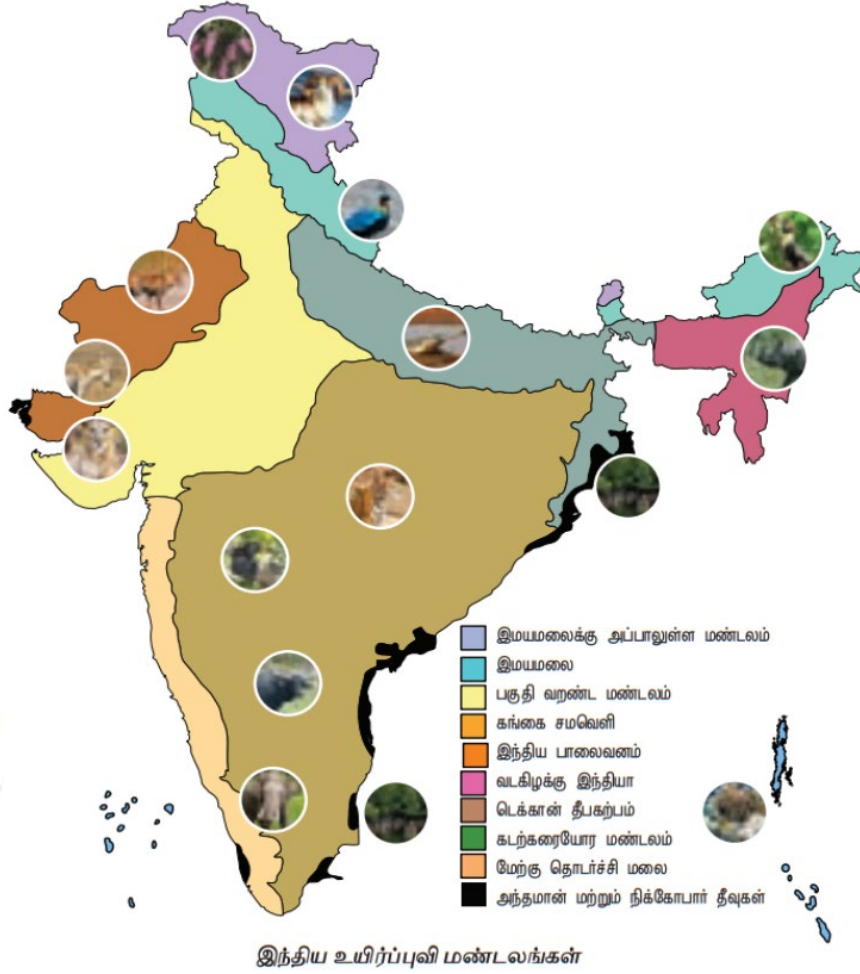 இமயமலைக்கு அப்பாலுள்ள மண்டலம்
இமயமலை
பகுதி வறண்ட மண்டலம்
கங்கை சமவெளி
இந்திய பாலைவனம்
வடகிழக்கு இந்தியா
டெக்கான் தீபகற்பம்
கடற்கரையோர மண்டலம்
மேற்கு தொடர்ச்சி மலை
அந்தமான் மற்றும் நிக்கோபார் தீவுகள்
இந்திய உயிர்ப்புவி மண்டலங்கள்